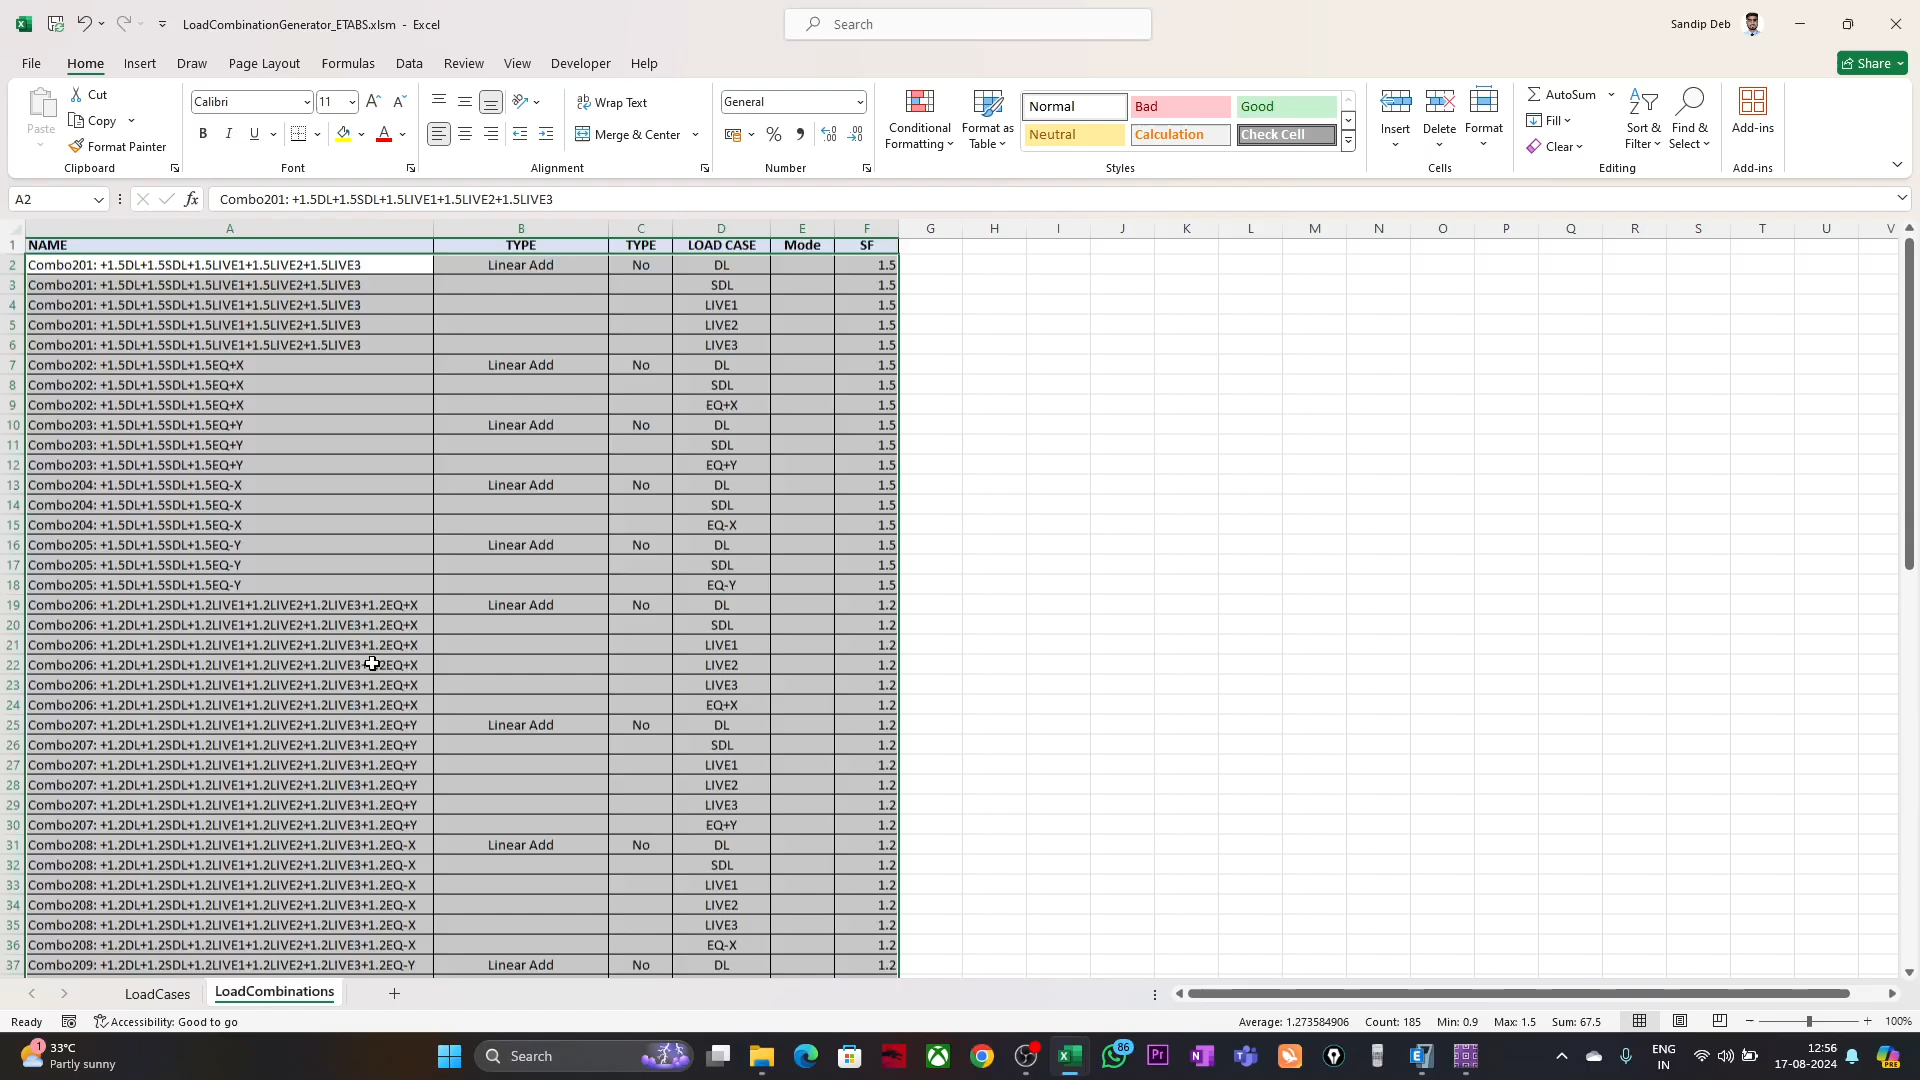 LoadCombinationGenerator_ETABS.xlsm - Excel
Search
Sandip Deb
File Home Insert Draw Page Layout Formulas Data Review View Developer Help
Share
Paste
Cut
Copy
Format Painter
Clipboard
Calibri 11
B I U
Font
Wrap Text
Merge & Center
Alignment
General
Number
Conditional Formatting
Format as Table
Normal Bad Good
Neutral Calculation Check Cell
Styles
Insert Delete Format
Cells
AutoSum
Fill
Clear
Sort & Filter
Find & Select
Editing
Add-ins
Add-ins
A2 fx Combo201: +1.5DL+1.5SDL+1.5LIVE1+1.5LIVE2+1.5LIVE3
A B C D E F G H I J K L M N O P Q R S T U V
1 NAME TYPE TYPE LOAD CASE Mode SF
2 Combo201: +1.5DL+1.5SDL+1.5LIVE1+1.5LIVE2+1.5LIVE3 Linear Add No DL 1.5
3 Combo201: +1.5DL+1.5SDL+1.5LIVE1+1.5LIVE2+1.5LIVE3 SDL 1.5
4 Combo201: +1.5DL+1.5SDL+1.5LIVE1+1.5LIVE2+1.5LIVE3 LIVE1 1.5
5 Combo201: +1.5DL+1.5SDL+1.5LIVE1+1.5LIVE2+1.5LIVE3 LIVE2 1.5
6 Combo201: +1.5DL+1.5SDL+1.5LIVE1+1.5LIVE2+1.5LIVE3 LIVE3 1.5
7 Combo202: +1.5DL+1.5SDL+1.5EQ+X Linear Add No DL 1.5
8 Combo202: +1.5DL+1.5SDL+1.5EQ+X SDL 1.5
9 Combo202: +1.5DL+1.5SDL+1.5EQ+X EQ+X 1.5
10 Combo203: +1.5DL+1.5SDL+1.5EQ+Y Linear Add No DL 1.5
11 Combo203: +1.5DL+1.5SDL+1.5EQ+Y SDL 1.5
12 Combo203: +1.5DL+1.5SDL+1.5EQ+Y EQ+Y 1.5
13 Combo204: +1.5DL+1.5SDL+1.5EQ-X Linear Add No DL 1.5
14 Combo204: +1.5DL+1.5SDL+1.5EQ-X SDL 1.5
15 Combo204: +1.5DL+1.5SDL+1.5EQ-X EQ-X 1.5
16 Combo205: +1.5DL+1.5SDL+1.5EQ-Y Linear Add No DL 1.5
17 Combo205: +1.5DL+1.5SDL+1.5EQ-Y SDL 1.5
18 Combo205: +1.5DL+1.5SDL+1.5EQ-Y EQ-Y 1.5
19 Combo206: +1.2DL+1.2SDL+1.2LIVE1+1.2LIVE2+1.2LIVE3+1.2EQ+X Linear Add No DL 1.2
20 Combo206: +1.2DL+1.2SDL+1.2LIVE1+1.2LIVE2+1.2LIVE3+1.2EQ+X SDL 1.2
21 Combo206: +1.2DL+1.2SDL+1.2LIVE1+1.2LIVE2+1.2LIVE3+1.2EQ+X LIVE1 1.2
22 Combo206: +1.2DL+1.2SDL+1.2LIVE1+1.2LIVE2+1.2LIVE3+1.2EQ+X LIVE2 1.2
23 Combo206: +1.2DL+1.2SDL+1.2LIVE1+1.2LIVE2+1.2LIVE3+1.2EQ+X LIVE3 1.2
24 Combo206: +1.2DL+1.2SDL+1.2LIVE1+1.2LIVE2+1.2LIVE3+1.2EQ+X EQ+X 1.2
25 Combo207: +1.2DL+1.2SDL+1.2LIVE1+1.2LIVE2+1.2LIVE3+1.2EQ+Y Linear Add No DL 1.2
26 Combo207: +1.2DL+1.2SDL+1.2LIVE1+1.2LIVE2+1.2LIVE3+1.2EQ+Y SDL 1.2
27 Combo207: +1.2DL+1.2SDL+1.2LIVE1+1.2LIVE2+1.2LIVE3+1.2EQ+Y LIVE1 1.2
28 Combo207: +1.2DL+1.2SDL+1.2LIVE1+1.2LIVE2+1.2LIVE3+1.2EQ+Y LIVE2 1.2
29 Combo207: +1.2DL+1.2SDL+1.2LIVE1+1.2LIVE2+1.2LIVE3+1.2EQ+Y LIVE3 1.2
30 Combo207: +1.2DL+1.2SDL+1.2LIVE1+1.2LIVE2+1.2LIVE3+1.2EQ+Y EQ+Y 1.2
31 Combo208: +1.2DL+1.2SDL+1.2LIVE1+1.2LIVE2+1.2LIVE3+1.2EQ-X Linear Add No DL 1.2
32 Combo208: +1.2DL+1.2SDL+1.2LIVE1+1.2LIVE2+1.2LIVE3+1.2EQ-X SDL 1.2
33 Combo208: +1.2DL+1.2SDL+1.2LIVE1+1.2LIVE2+1.2LIVE3+1.2EQ-X LIVE1 1.2
34 Combo208: +1.2DL+1.2SDL+1.2LIVE1+1.2LIVE2+1.2LIVE3+1.2EQ-X LIVE2 1.2
35 Combo208: +1.2DL+1.2SDL+1.2LIVE1+1.2LIVE2+1.2LIVE3+1.2EQ-X LIVE3 1.2
36 Combo208: +1.2DL+1.2SDL+1.2LIVE1+1.2LIVE2+1.2LIVE3+1.2EQ-X EQ-X 1.2
37 Combo209: +1.2DL+1.2SDL+1.2LIVE1+1.2LIVE2+1.2LIVE3+1.2EQ-Y Linear Add No DL 1.2
LoadCases LoadCombinations
Ready Accessibility: Good to go Average: 1.273584906 Count: 185 Min: 0.9 Max: 1.5 Sum: 67.5 100%
1 33°C
Partly sunny
Search
86
ENG
IN
12:56
17-08-2024